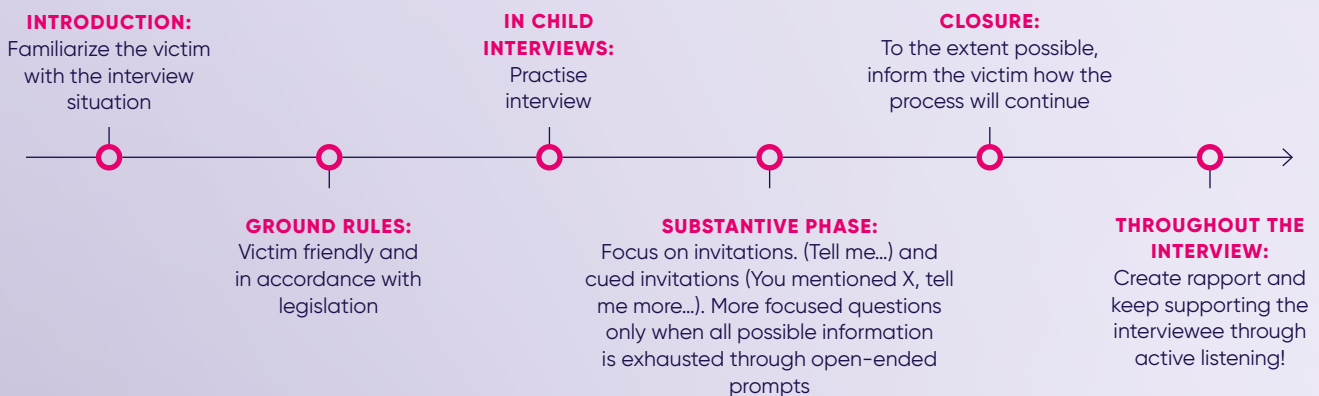 INTRODUCTION:
Familiarize the victim
with the interview
situation
GROUND RULES:
Victim friendly and
in accordance with
legislation
IN CHILD
INTERVIEWS:
Practise
interview
SUBSTANTIVE PHASE:
Focus on invitations. (Tell me…) and
cued invitations (You mentioned X, tell
me more…). More focused questions
only when all possible information
is exhausted through open-ended
prompts
CLOSURE:
To the extent possible,
inform the victim how the
process will continue
THROUGHOUT THE
INTERVIEW:
Create rapport and
keep supporting the
interviewee through
active listening!